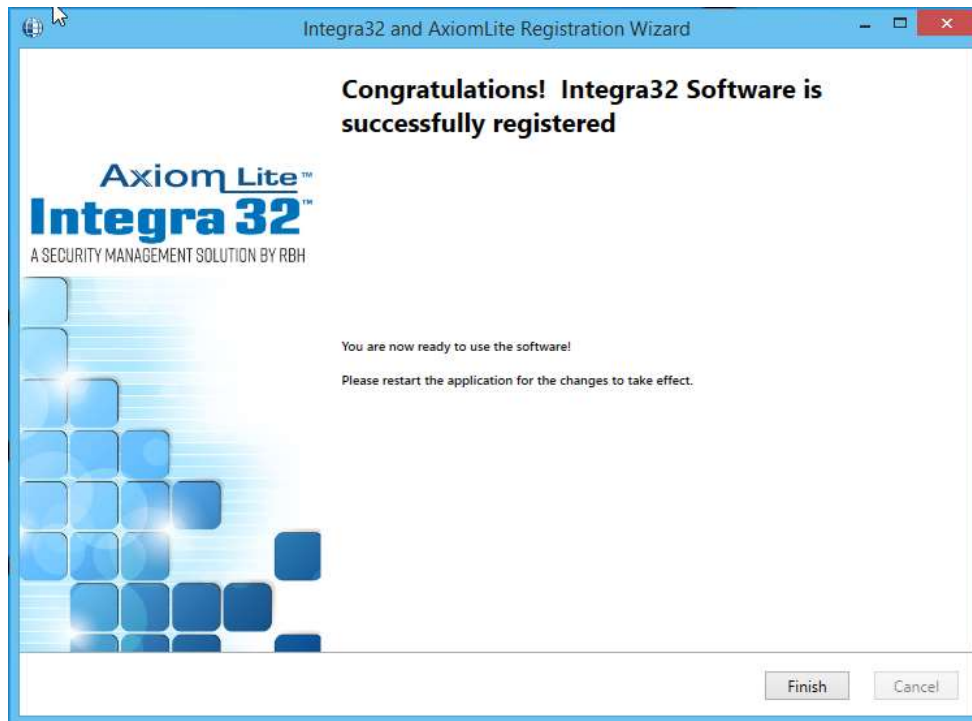 Integra32 and AxiomLite Registration Wizard
Congratulations! Integra32 Software is
successfully registered
Axiom Lite™
Integra 32™
A SECURITY MANAGEMENT SOLUTION BY RBH
You are now ready to use the software!
Please restart the application for the changes to take effect.
Finish
Cancel